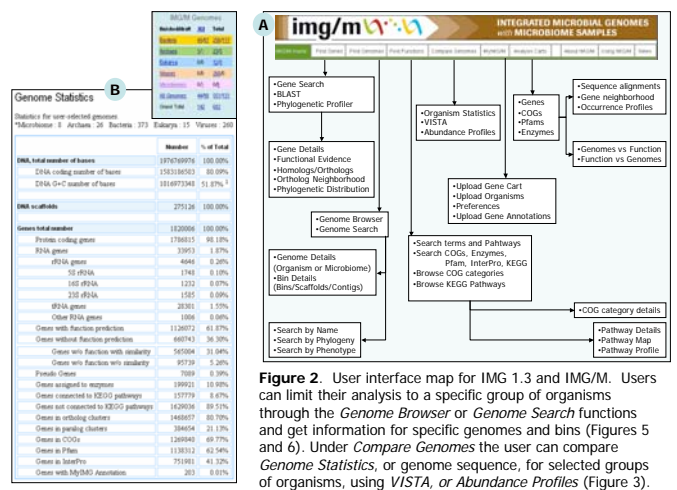 IMG/M Genomes
B
Genome Statistics
Statistics for user-selected genomes
*Microbiome : 8 Archaea : 26 Bacteria : 373 Eukarya : 15 Viruses : 260
Number % of Total
DNA, total number of bases 1976769976 100.00%
DNA coding number of bases 1583186503 80.09%
DNA G+C number of bases 1016973348 51.87%
DNA scaffolds 275126 100.00%
Genes total number 1820006 100.00%
Protein coding genes 1786815 98.18%
RNA genes 33953 1.87%
rRNA genes 4646 0.26%
5S rRNA 1748 0.10%
16S rRNA 1232 0.07%
23S rRNA 1585 0.09%
tRNA genes 28301 1.55%
Other RNA genes 1006 0.06%
Genes with function prediction 1126072 61.87%
Genes without function prediction 660743 36.30%
Genes w/o function with similarity 565004 31.04%
Genes w/o function w/o similarity 95739 5.26%
Pseudo Genes 7089 0.39%
Genes assigned to enzymes 199921 10.98%
Genes connected to KEGG pathways 157779 8.67%
Genes not connected to KEGG pathways 1629036 89.51%
Genes in ortholog clusters 1468657 80.70%
Genes in paralog clusters 384654 21.13%
Genes in COGs 1269840 69.77%
Genes in Pfam 1138312 62.54%
Genes in InterPro 751981 41.32%
Genes with MyIMG Annotation 203 0.01%
A
img/m
INTEGRATED MICROBIAL GENOMES
with MICROBIOME SAMPLES
IMG/M Home Find Genes Find Genomes Find Functions Compare Genomes MyIMG Analysis Carts About IMG/M Using IMG/M
•Gene Search
•BLAST
•Phylogenetic Profiler
•Gene Details
•Functional Evidence
•Homologs/Orthologs
•Ortholog Neighborhood
•Phylogenetic Distribution
•Organism Statistics
•VISTA
•Abundance Profiles
•Genes
•COGs
•Pfams
•Enzymes
•Sequence alignments
•Gene neighborhood
•Occurrence Profiles
•Genomes vs Function
•Function vs Genomes
•Upload Gene Cart
•Upload Organisms
•Preferences
•Upload Gene Annotations
•Genome Browser
•Genome Search
•Genome Details
(Organism or Microbiome)
•Bin Details
(Bins/Scaffolds/Contigs)
•Search terms and Pahtways
•Search COGs, Enzymes,
Pfam, InterPro, KEGG
•Browse COG categories
•Browse KEGG Pathways
•COG category details
•Search by Name
•Search by Phylogeny
•Search by Phenotype
•Pathway Details
•Pathway Map
•Pathway Profile
Figure 2. User interface map for IMG 1.3 and IMG/M. Users
can limit their analysis to a specific group of organisms
through the Genome Browser or Genome Search functions
and get information for specific genomes and bins (Figures 5
and 6). Under Compare Genomes the user can compare
Genome Statistics, or genome sequence, for selected groups
of organisms, using VISTA, or Abundance Profiles (Figure 3).